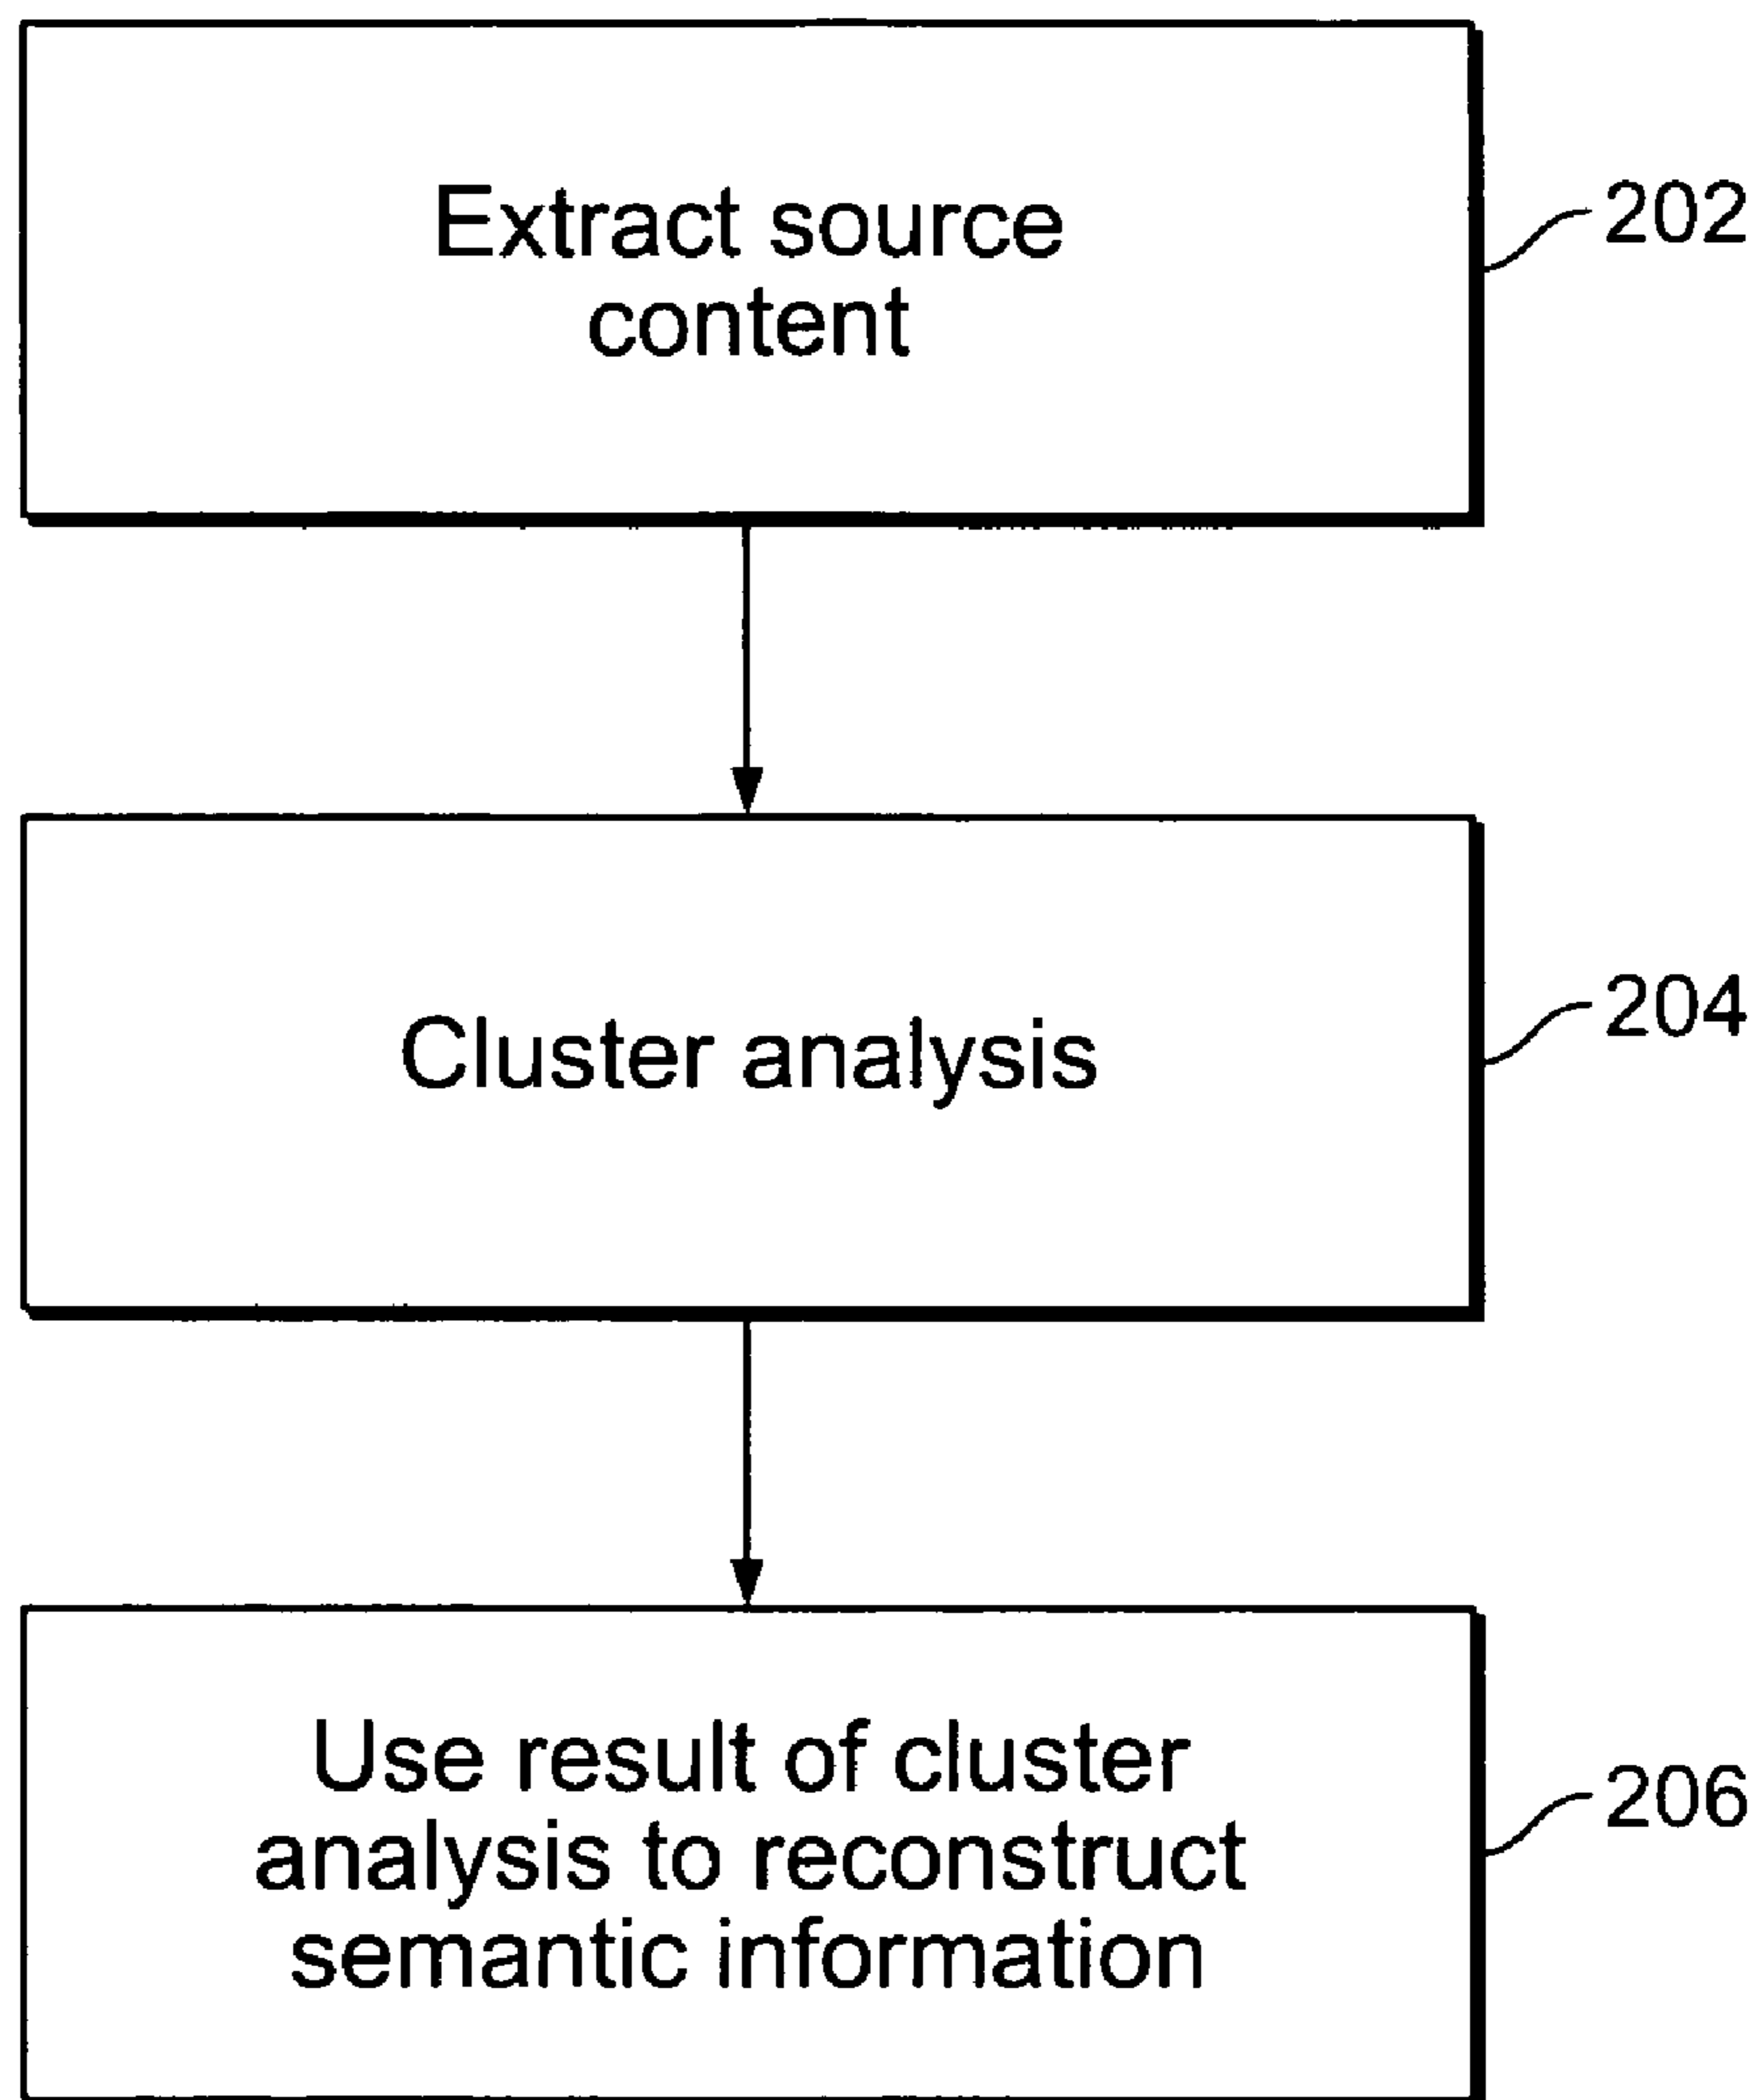 Extract source
content
202
Cluster analysis
204
Use result of cluster
analysis to reconstruct
semantic information
206